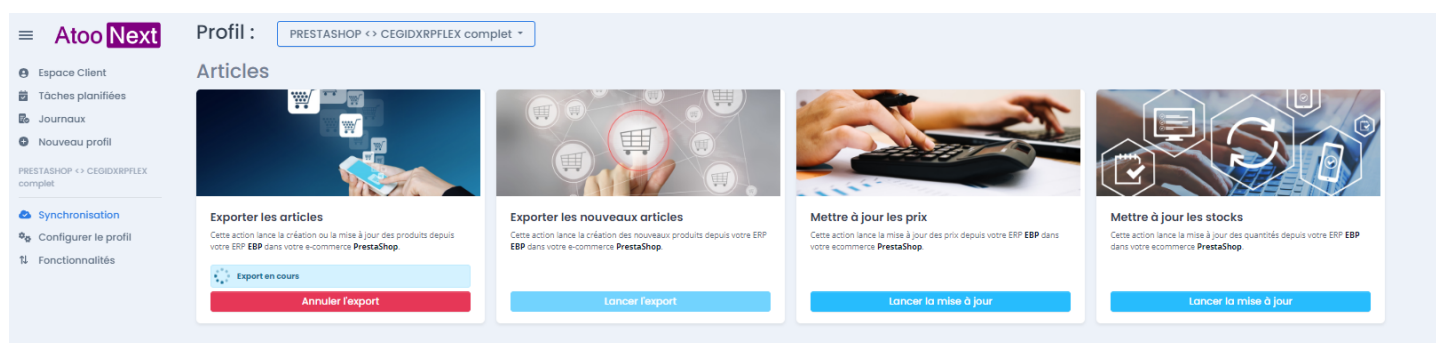 Atoo Next
Profil :
PRESTASHOP <> CEGIDXRPFLEX complet
Espace Client
Tâches planifiées
Journaux
Nouveau profil
PRESTASHOP <> CEGIDXRPFLEX
complet
Synchronisation
Configurer le profil
Fonctionnalités
Articles
Exporter les articles
Cette action lance la création ou la mise à jour des produits depuis
votre ERP EBP dans votre e-commerce PrestaShop.
Export en cours
Annuler l'export
Exporter les nouveaux articles
Cette action lance la création des nouveaux produits depuis votre ERP
EBP dans votre e-commerce PrestaShop.
Lancer l'export
Mettre à jour les prix
Cette action lance la mise à jour des prix depuis votre ERP EBP dans
votre ecommerce PrestaShop.
Lancer la mise à jour
Mettre à jour les stocks
Cette action lance la mise à jour des quantités depuis votre ERP EBP
dans votre ecommerce PrestaShop.
Lancer la mise à jour